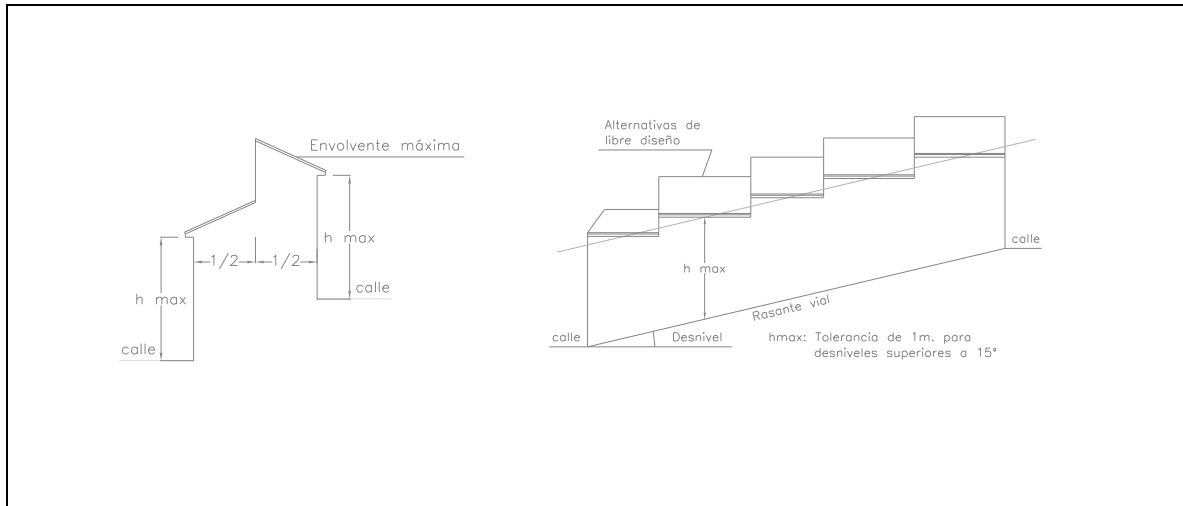 Envolvente máxima
h max
1/2
1/2
h max
calle
calle
Alternativas de
libre diseño
h max
calle
Rasante vial
calle
Desnivel
hmax: Tolerancia de 1m. para
desniveles superiores a 15°